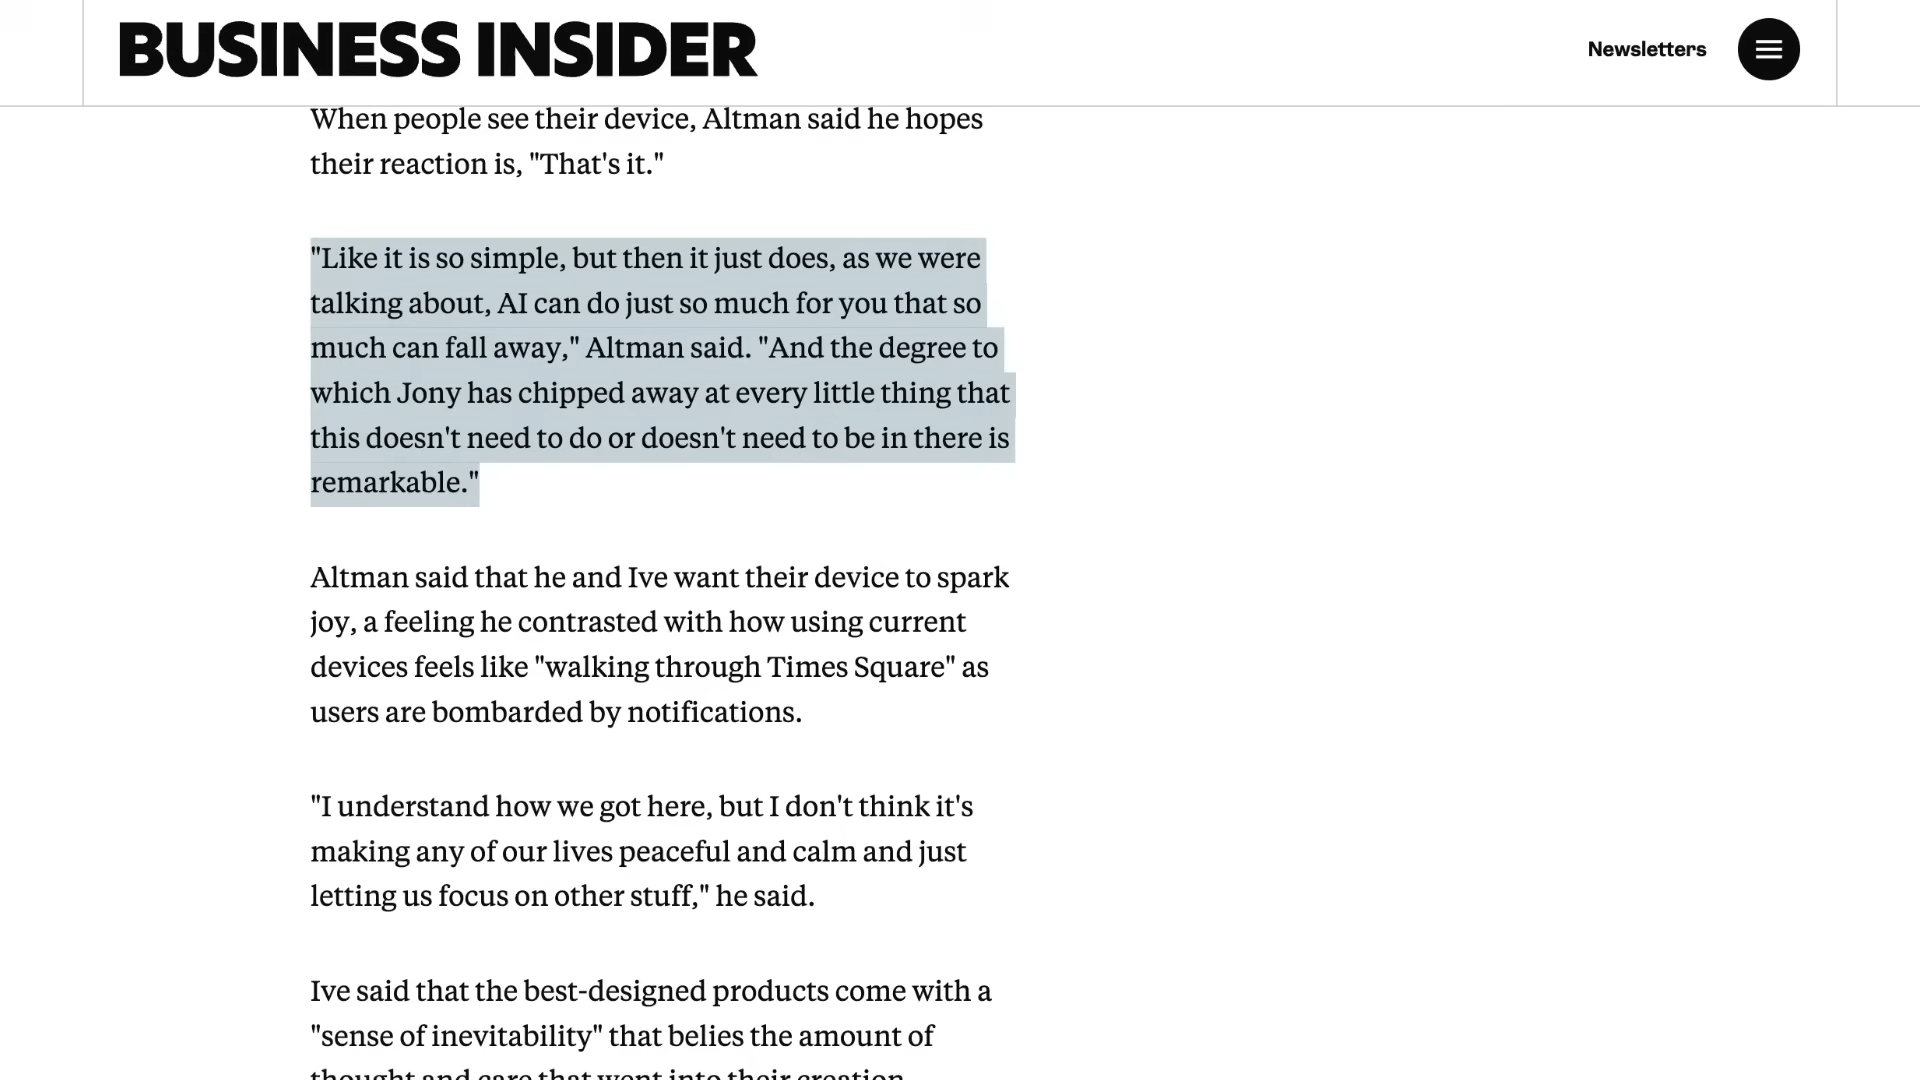 BUSINESS INSIDER
Newsletters
When people see their device, Altman said he hopes
their reaction is, "That's it."
"Like it is so simple, but then it just does, as we were
talking about, AI can do just so much for you that so
much can fall away," Altman said. "And the degree to
which Jony has chipped away at every little thing that
this doesn't need to do or doesn't need to be in there is
remarkable."
Altman said that he and Ive want their device to spark
joy, a feeling he contrasted with how using current
devices feels like "walking through Times Square" as
users are bombarded by notifications.
"I understand how we got here, but I don't think it's
making any of our lives peaceful and calm and just
letting us focus on other stuff," he said.
Ive said that the best-designed products come with a
"sense of inevitability" that belies the amount of
thought and care that went into their creation.